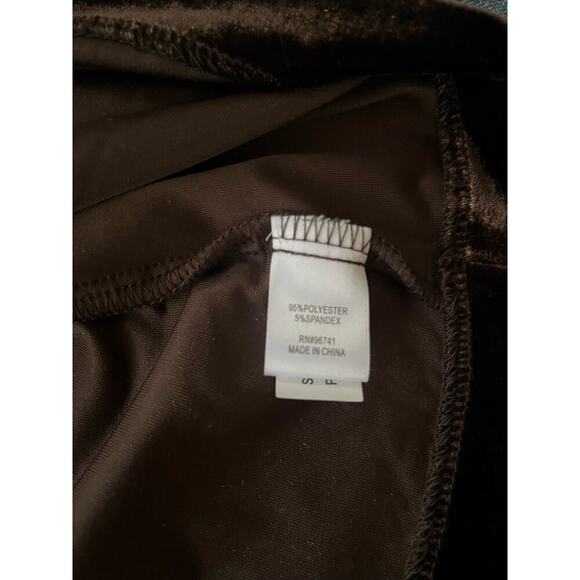 95%POLYESTER
5%SPANDEX
RN#96741
MADE IN CHINA
S
F